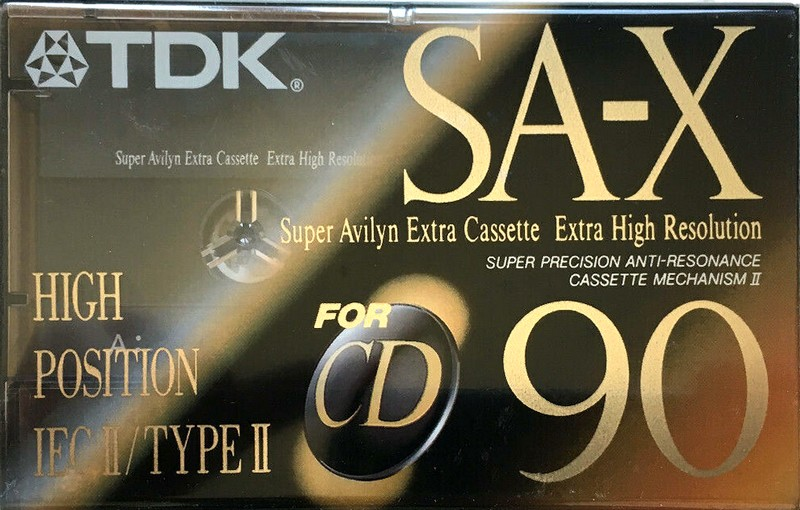 TDK®
SA-X
Super Avilyn Extra Cassette Extra High
Super Avilyn Extra Cassette Extra High Resolution
SUPER PRECISION ANTI-RESONANCE
CASSETTE MECHANISM II
HIGH
POSITION
IEC II/TYPE II
FOR
CD
90